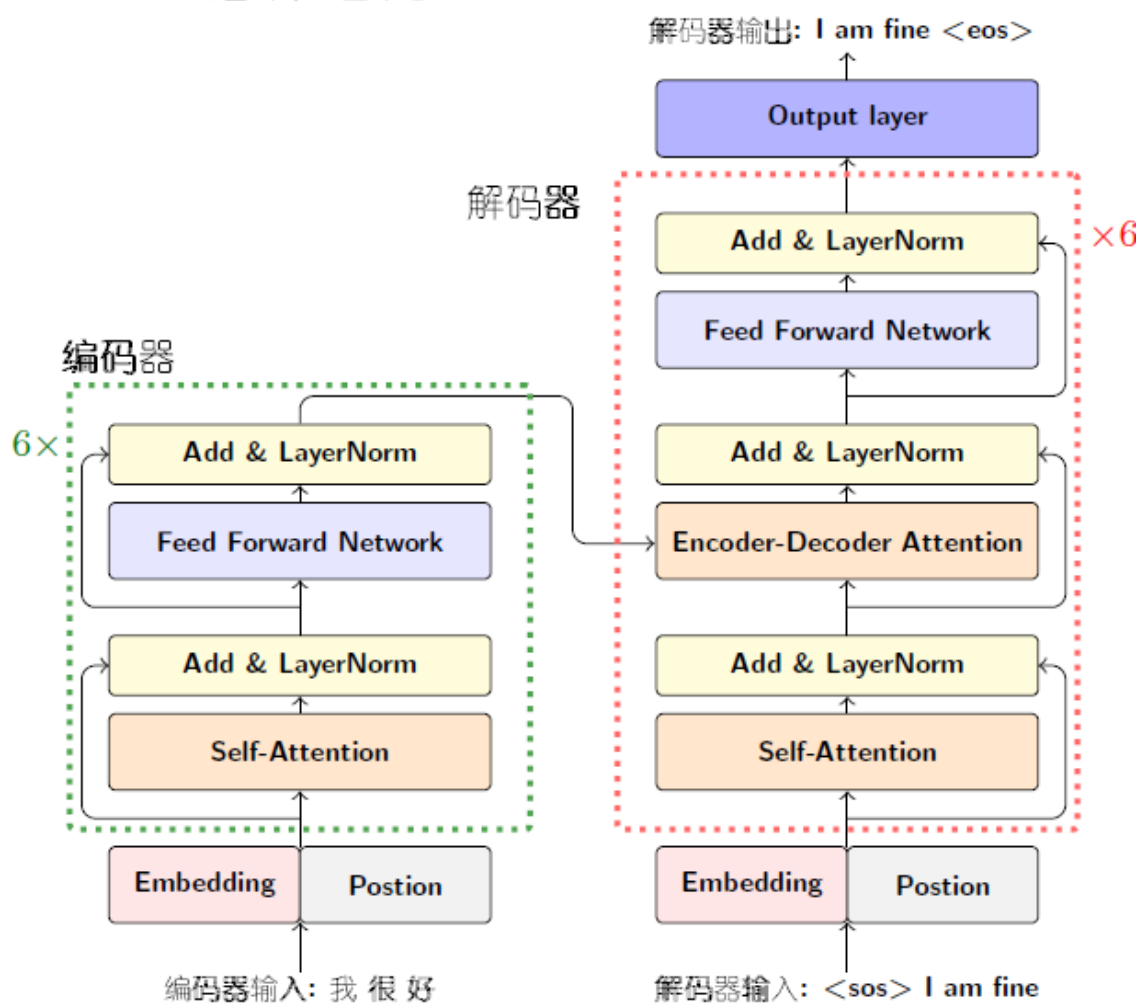 解码器输出: I am fine <eos>
Output layer
解码器
Add & LayerNorm
×6
Feed Forward Network
编码器
6×
Add & LayerNorm
Feed Forward Network
Add & LayerNorm
Self-Attention
Add & LayerNorm
Encoder-Decoder Attention
Add & LayerNorm
Self-Attention
Embedding
Postion
Embedding
Postion
编码器输入: 我 很 好
解码器输入: <sos> I am fine